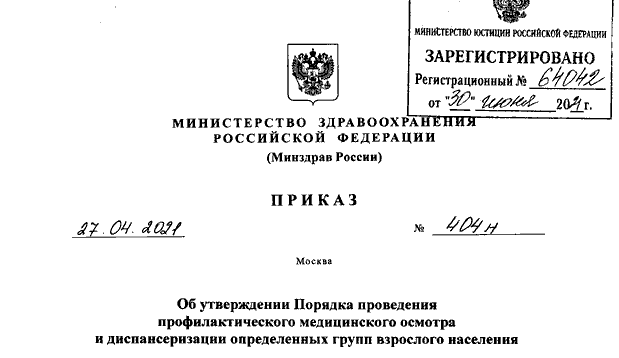 МИНИСТЕРСТВО ЮСТИЦИИ РОССИЙСКОЙ ФЕДЕРАЦИИ
ЗАРЕГИСТРИРОВАНО
Регистрационный № 64042
от "30" июня 2021г.
МИНИСТЕРСТВО ЗДРАВООХРАНЕНИЯ
РОССИЙСКОЙ ФЕДЕРАЦИИ
(Минздрав России)
ПРИКАЗ
27.04.2021 № 404н
Москва
Об утверждении Порядка проведения
профилактического медицинского осмотра
и диспансеризации определенных групп взрослого населения